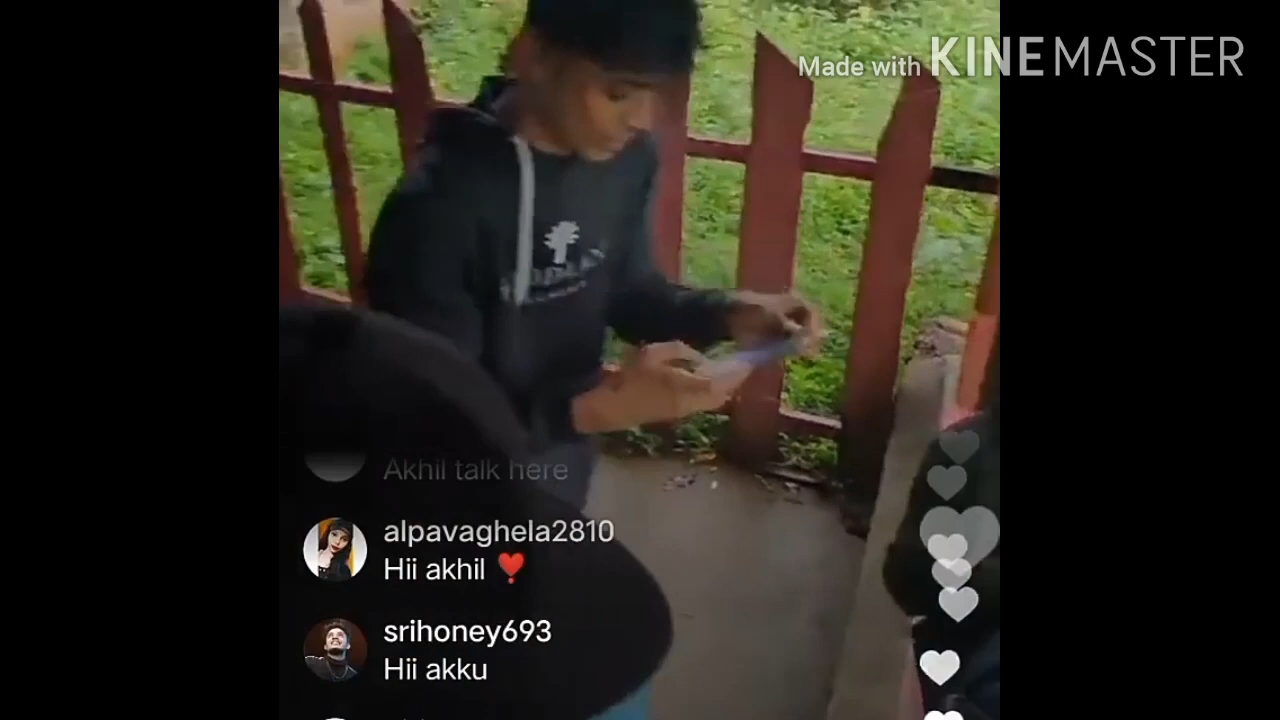 Made with KINEMASTER
Akhil talk here
alpavaghela2810
Hii akhil ❣
srihoney693
Hii akku